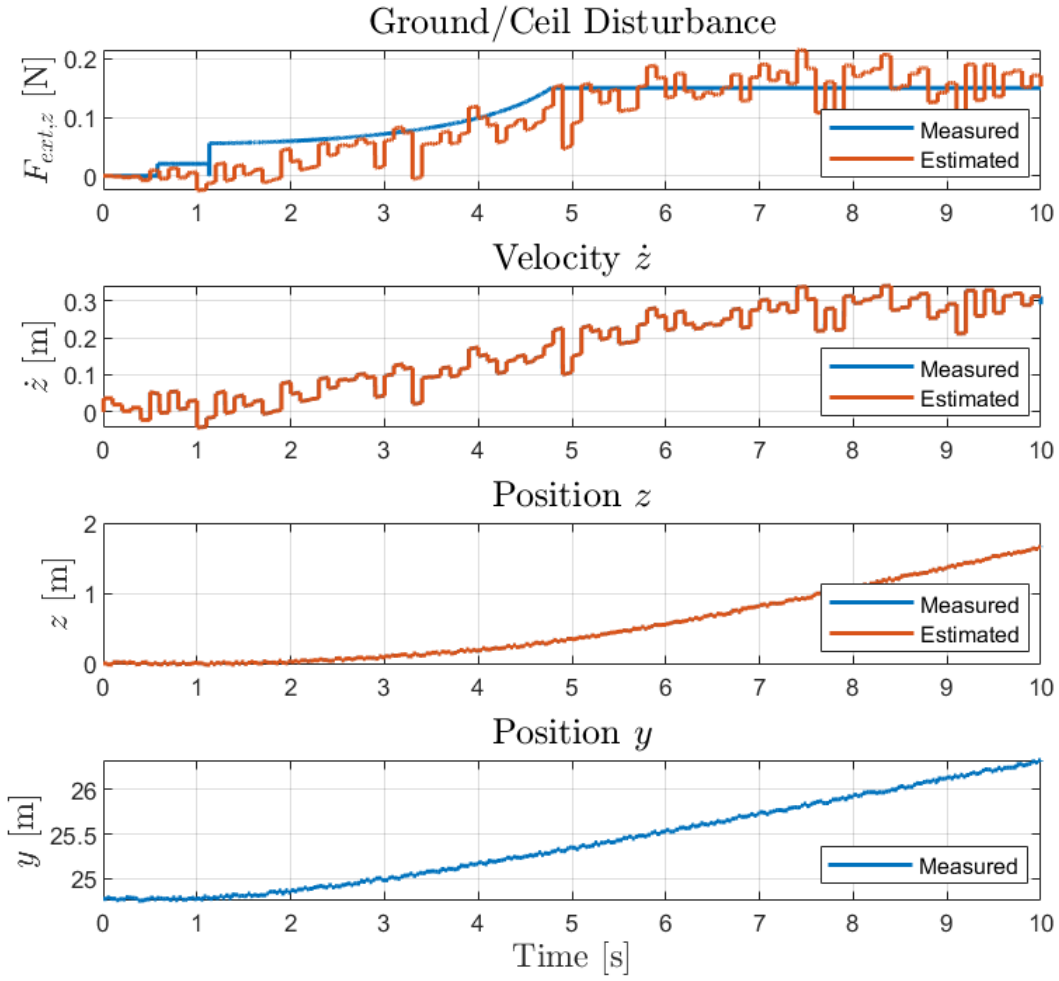 Ground/Ceil Disturbance
F_{ext,z} [N]
0.2
0.1
0
Measured
Estimated
0 1 2 3 4 5 6 7 8 9 10
Velocity ż
ż [m]
0.3
0.2
0.1
0
Measured
Estimated
0 1 2 3 4 5 6 7 8 9 10
Position z
z [m]
2
1
0
Measured
Estimated
0 1 2 3 4 5 6 7 8 9 10
Position y
y [m]
26
25.5
25
Measured
0 1 2 3 4 5 6 7 8 9 10
Time [s]